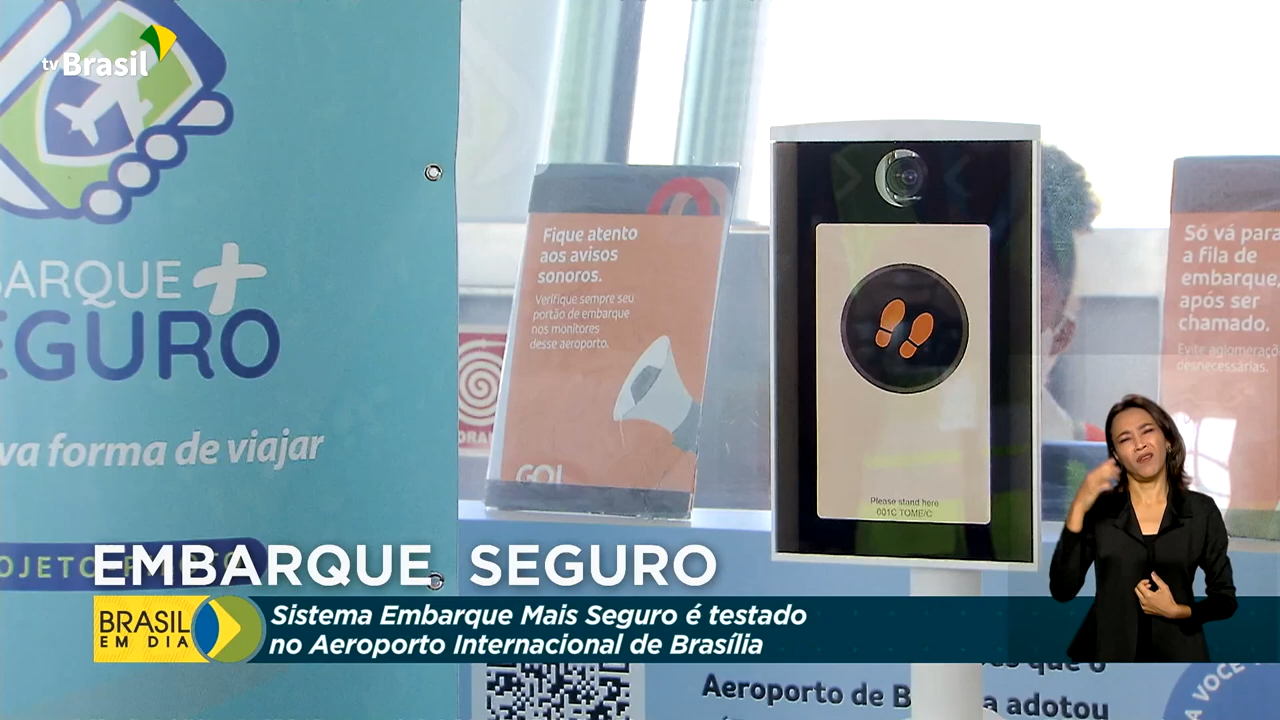 tv Brasil
BARQUE +
EGURO
va forma de viajar
OJETO
Fique atento
aos avisos
sonoros.
Verifique sempre seu
portão de embarque
nos monitores
desse aeroporto.
GOL
Please stand here
Só vá para
a fila de
embarque,
após ser
chamado.
Evite aglomeraçõ
desnecessárias.
EMBARQUE SEGURO
BRASIL
EM DIA
Sistema Embarque Mais Seguro é testado
no Aeroporto Internacional de Brasília
que o
Aeroporto de B a adotou
A VOCÊ